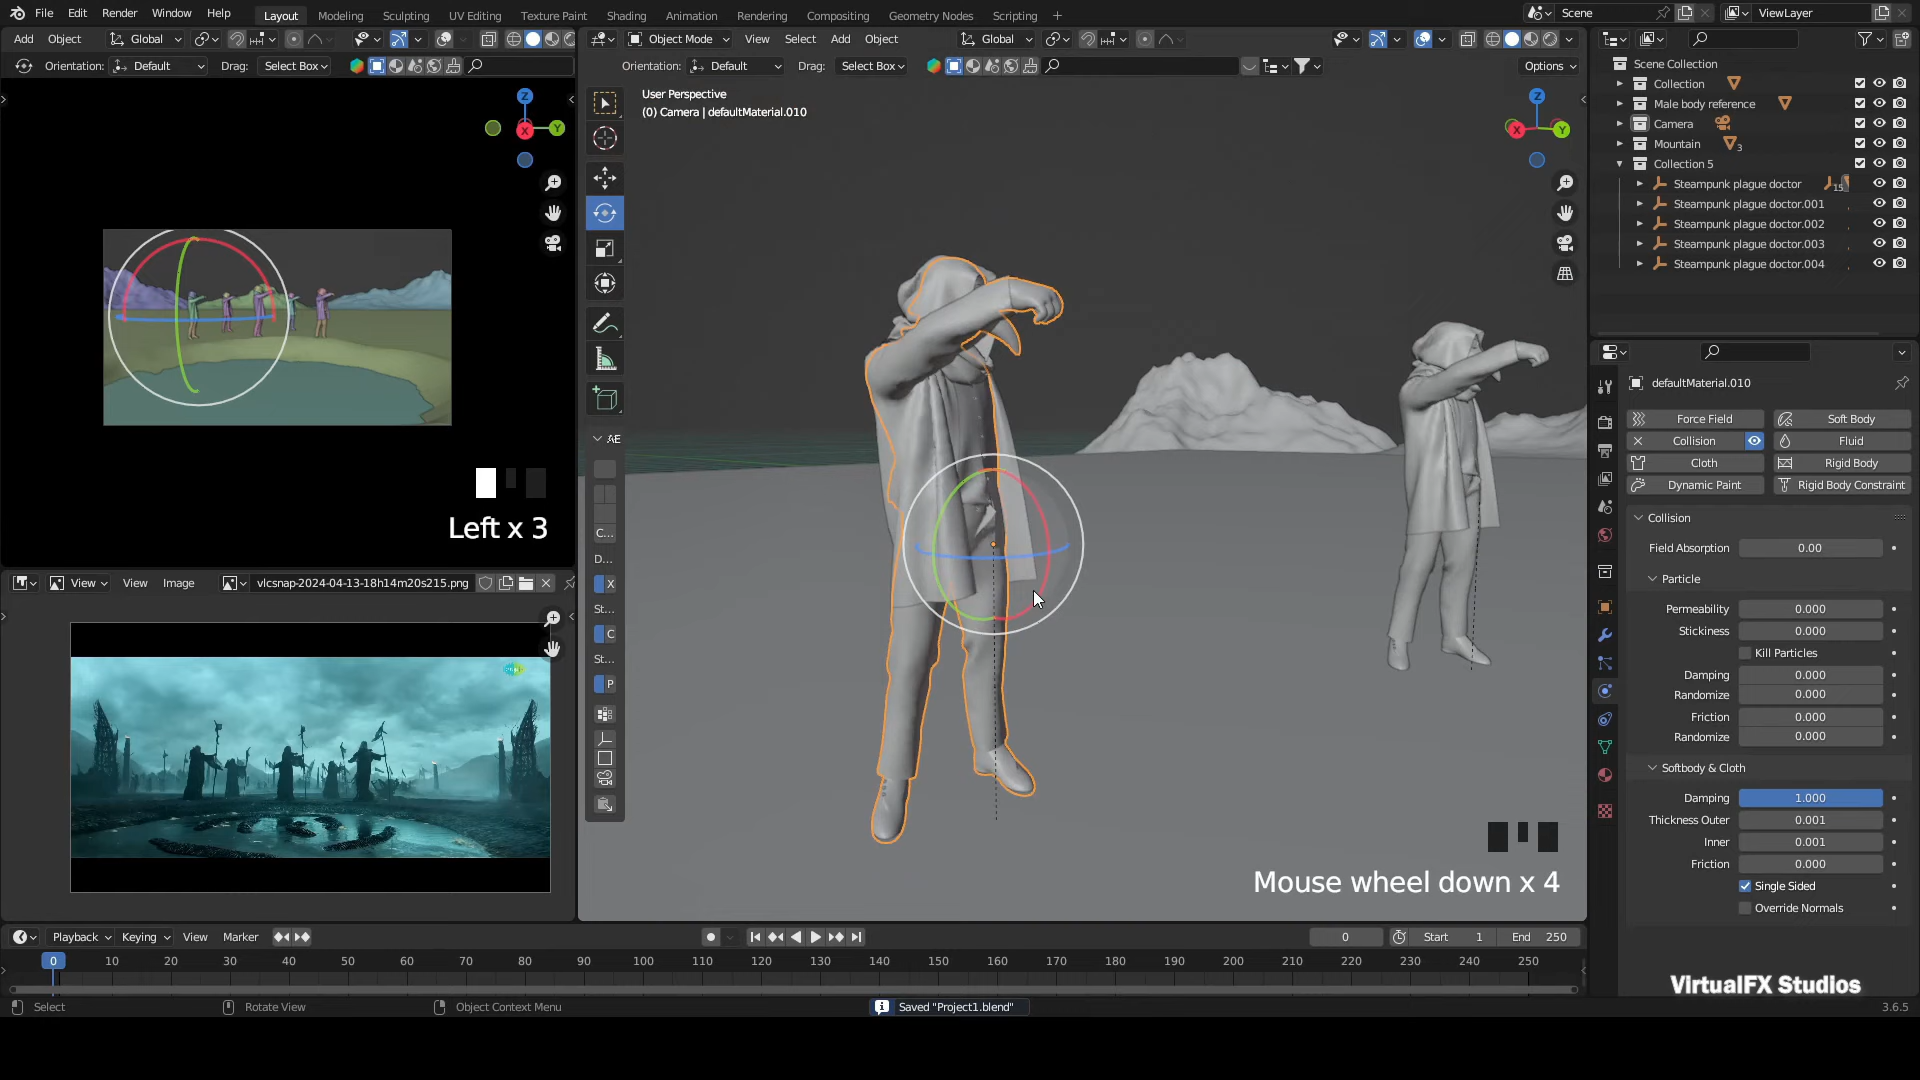 File Edit Render Window Help
Layout Modeling Sculpting UV Editing Texture Paint Shading Animation Rendering Compositing Geometry Nodes Scripting +
Scene ViewLayer
Add Object Global
Object Mode View Select Add Object Global
Orientation: Default Drag: Select Box
Orientation: Default Drag: Select Box Options
User Perspective
(0) Camera | defaultMaterial.010
Z
X
Y
Z
X
Y
Left x 3
Scene Collection
Collection
Male body reference
Camera
Mountain 3
Collection 5
Steampunk plague doctor 15
Steampunk plague doctor.001
Steampunk plague doctor.002
Steampunk plague doctor.003
Steampunk plague doctor.004
AE
C...
D...
X
St...
C
St...
P
defaultMaterial.010
Force Field Soft Body
Collision Fluid
Cloth Rigid Body
Dynamic Paint Rigid Body Constraint
Collision
Field Absorption 0.00
Particle
Permeability 0.000
Stickiness 0.000
Kill Particles
Damping 0.000
Randomize 0.000
Friction 0.000
Randomize 0.000
Softbody & Cloth
Damping 1.000
Thickness Outer 0.001
Inner 0.001
Friction 0.000
Single Sided
Override Normals
View View Image vlcsnap-2024-04-13-18h14m20s215.png
Mouse wheel down x 4
Playback Keying View Marker 0 Start 1 End 250
0 10 20 30 40 50 60 70 80 90 100 110 120 130 140 150 160 170 180 190 200 210 220 230 240 250
VirtualFX Studios
Select Rotate View Object Context Menu Saved "Project1.blend" 3.6.5